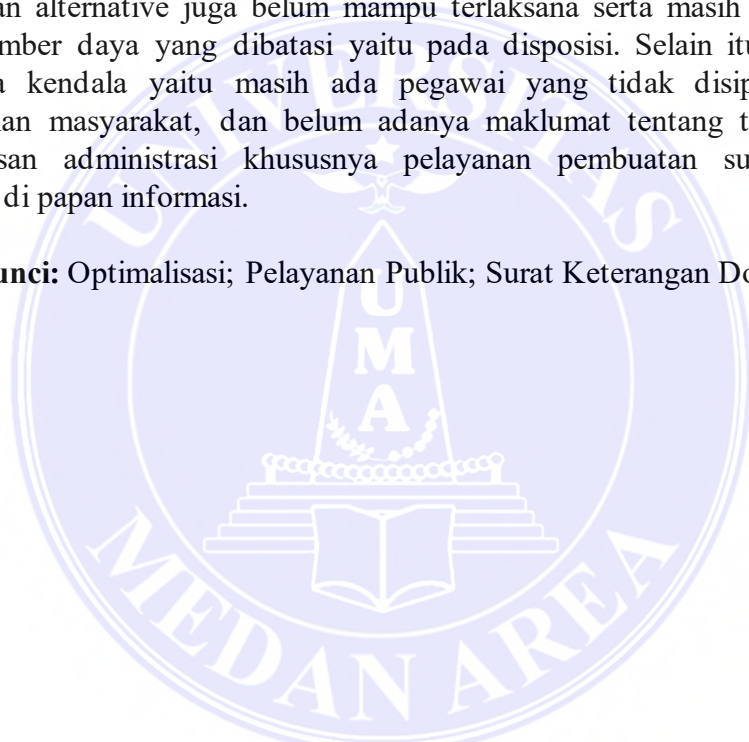 an alternative juga belum mampu terlaksana serta masih
mber daya yang dibatasi yaitu pada disposisi. Selain itu
a kendala yaitu masih ada pegawai yang tidak disip
an masyarakat, dan belum adanya maklumat tentang t
san administrasi khususnya pelayanan pembuatan su
di papan informasi.
unci: Optimalisasi; Pelayanan Publik; Surat Keterangan Do
UNIVERSITAS
U
M
A
MEDAN AREA